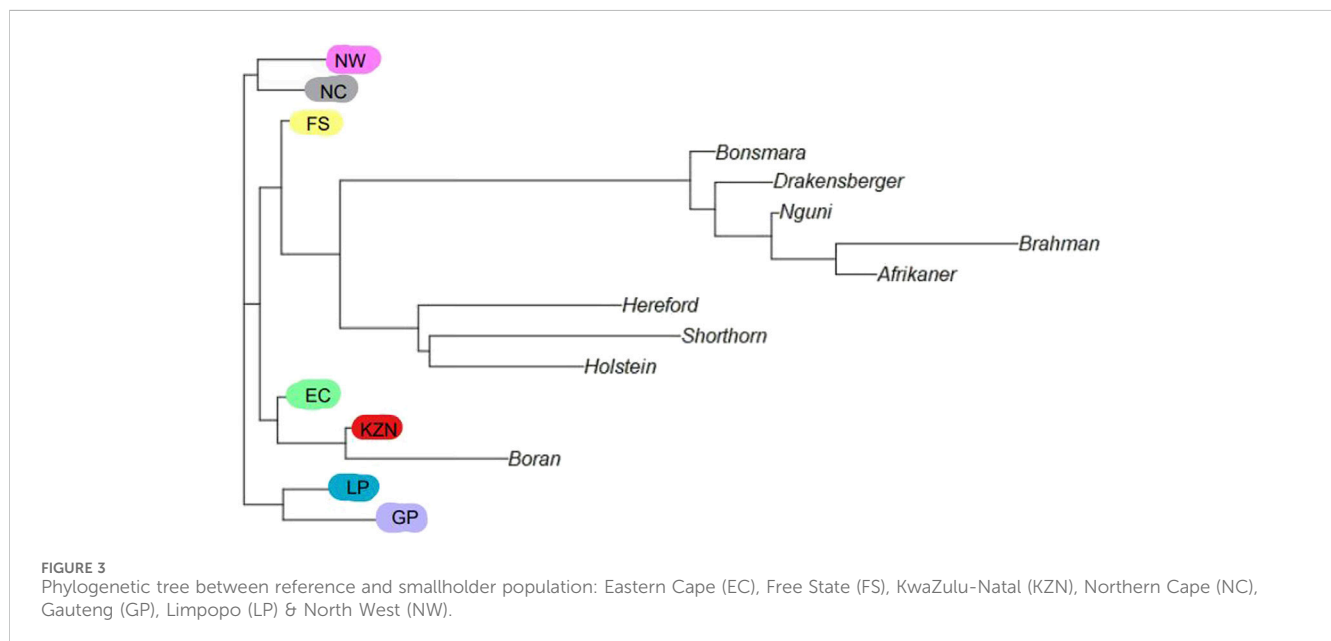 NW
NC
FS
Bonsmara
Drakensberger
Nguni
Brahman
Afrikaner
Hereford
Shorthorn
Holstein
EC
KZN
Boran
LP
GP
FIGURE 3
Phylogenetic tree between reference and smallholder population: Eastern Cape (EC), Free State (FS), KwaZulu-Natal (KZN), Northern Cape (NC),
Gauteng (GP), Limpopo (LP) & North West (NW).